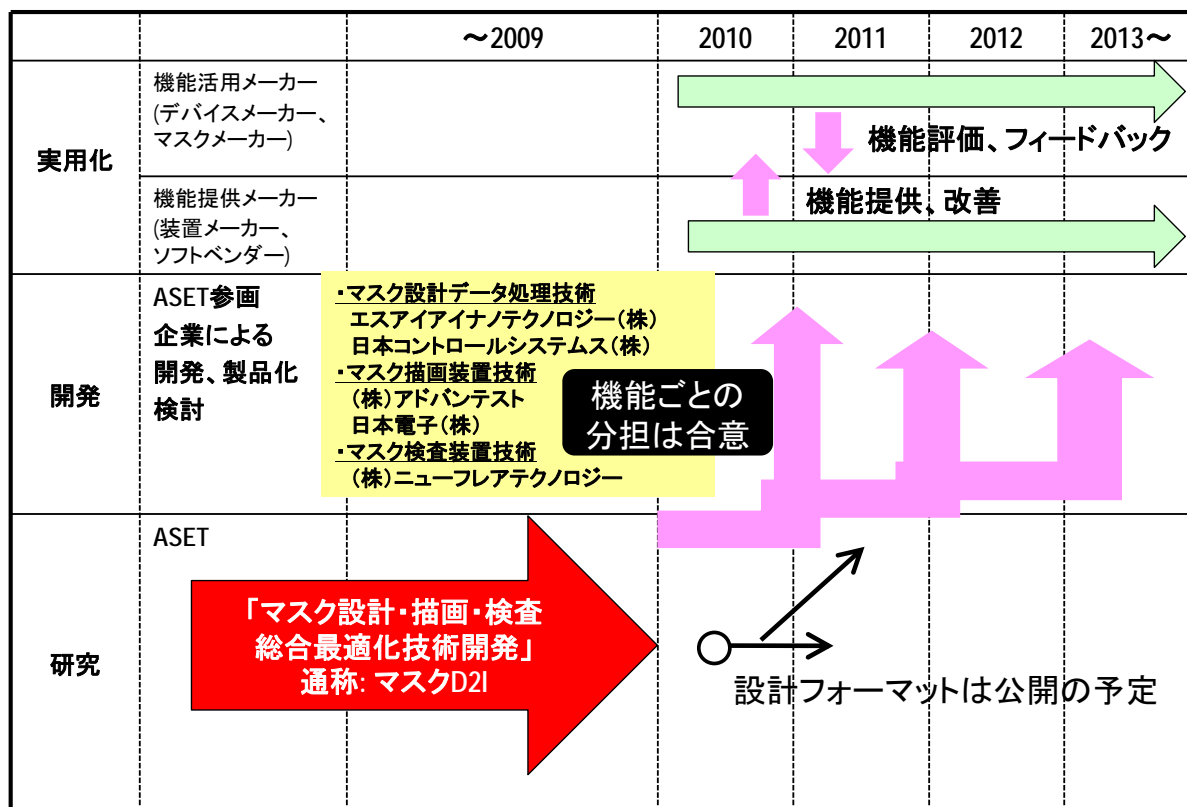 ～2009
2010
2011
2012
2013～
実用化
機能活用メーカー
(デバイスメーカー、
マスクメーカー)
機能評価、フィードバック
機能提供メーカー
(装置メーカー、
ソフトベンダー)
機能提供、改善
開発
ASET参画
企業による
開発、製品化
検討
・マスク設計データ処理技術
エスアイアイナノテクノロジー(株)
日本コントロールシステムス(株)
・マスク描画装置技術
(株)アドバンテスト
日本電子(株)
・マスク検査装置技術
(株)ニューフレアテクノロジー
機能ごとの
分担は合意
研究
ASET
「マスク設計・描画・検査
総合最適化技術開発」
通称: マスクD2I
設計フォーマットは公開の予定